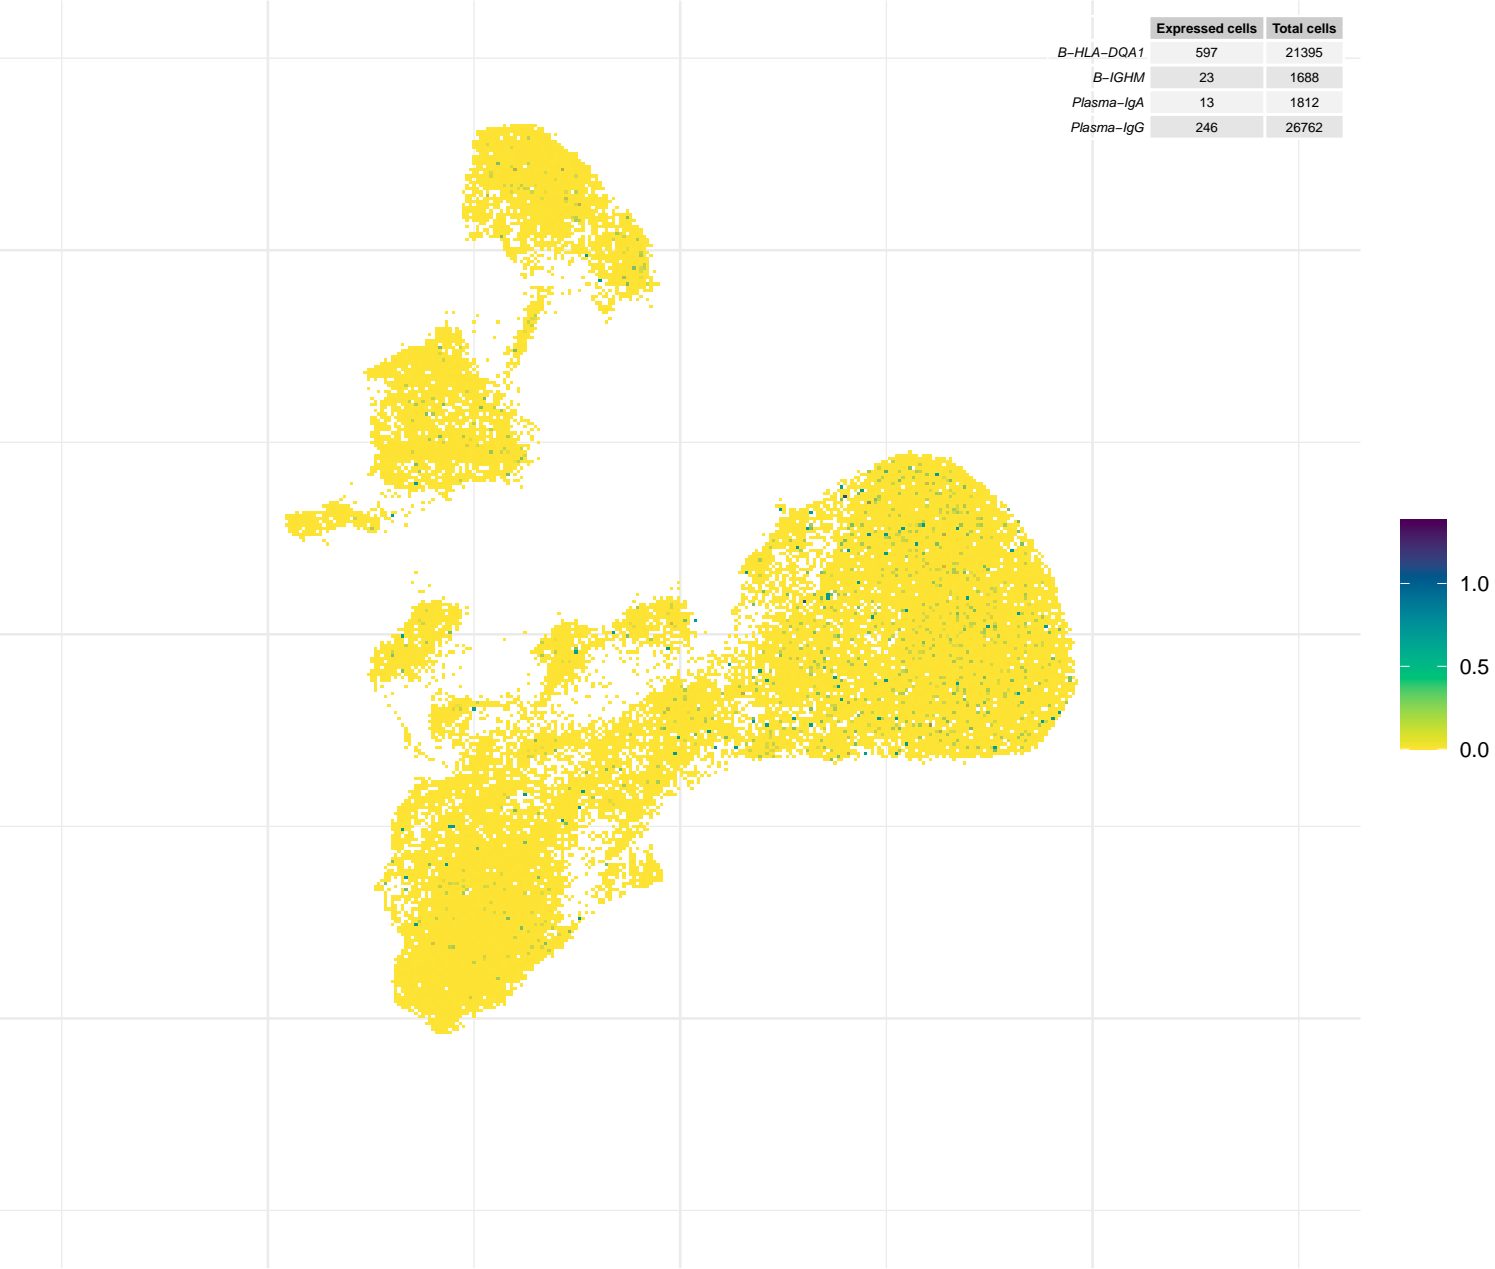 Expressed cells Total cells
B−HLA−DQA1 597 21395
B−IGHM 23 1688
Plasma−IgA 13 1812
Plasma−IgG 246 26762
1.0
0.5
0.0